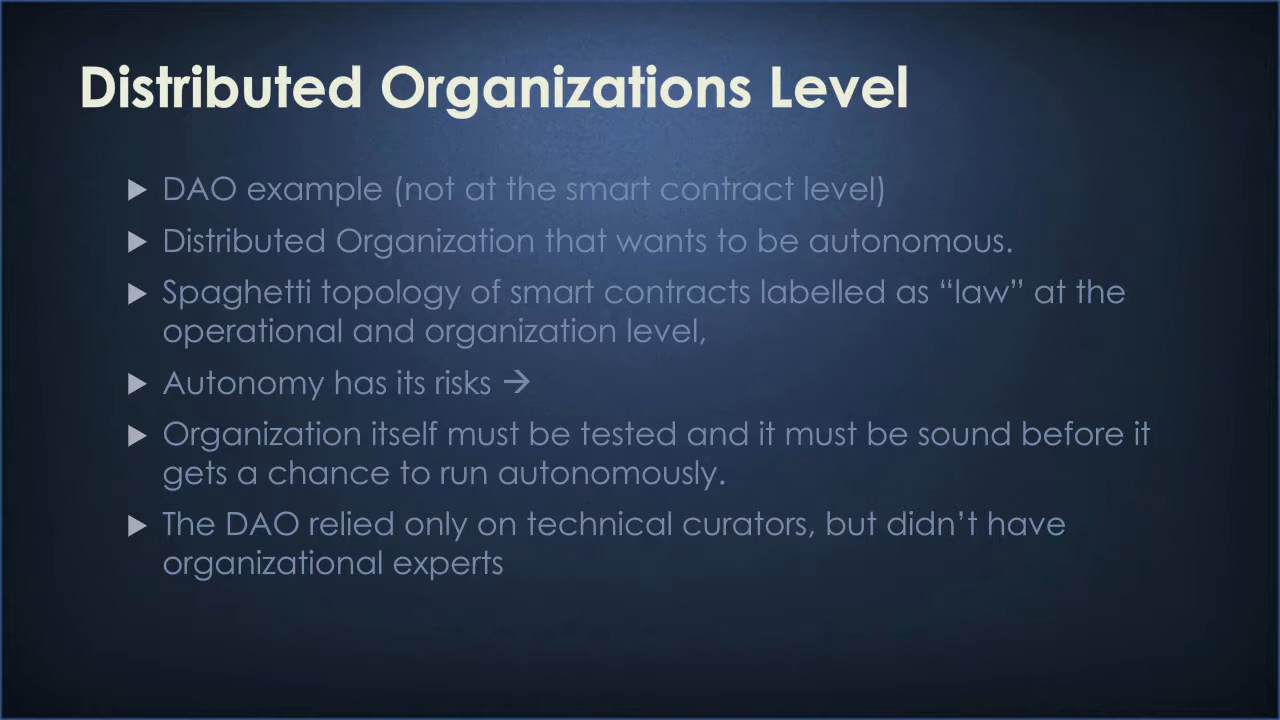 Distributed Organizations Level
DAO example (not at the smart contract level)
Distributed Organization that wants to be autonomous.
Spaghetti topology of smart contracts labelled as “law” at the
operational and organization level,
Autonomy has its risks →
Organization itself must be tested and it must be sound before it
gets a chance to run autonomously.
The DAO relied only on technical curators, but didn’t have
organizational experts